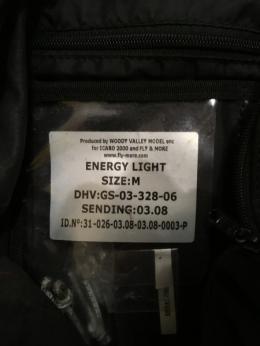 Produced by WOODY VALLEY MODEL snc
for ICARO 2000 and FLY & MORE
www.fly-more.com
ENERGY LIGHT
SIZE:M
DHV:GS-03-328-06
SENDING:03.08
ID.N°:31-026-03.08-03.08-0003-P